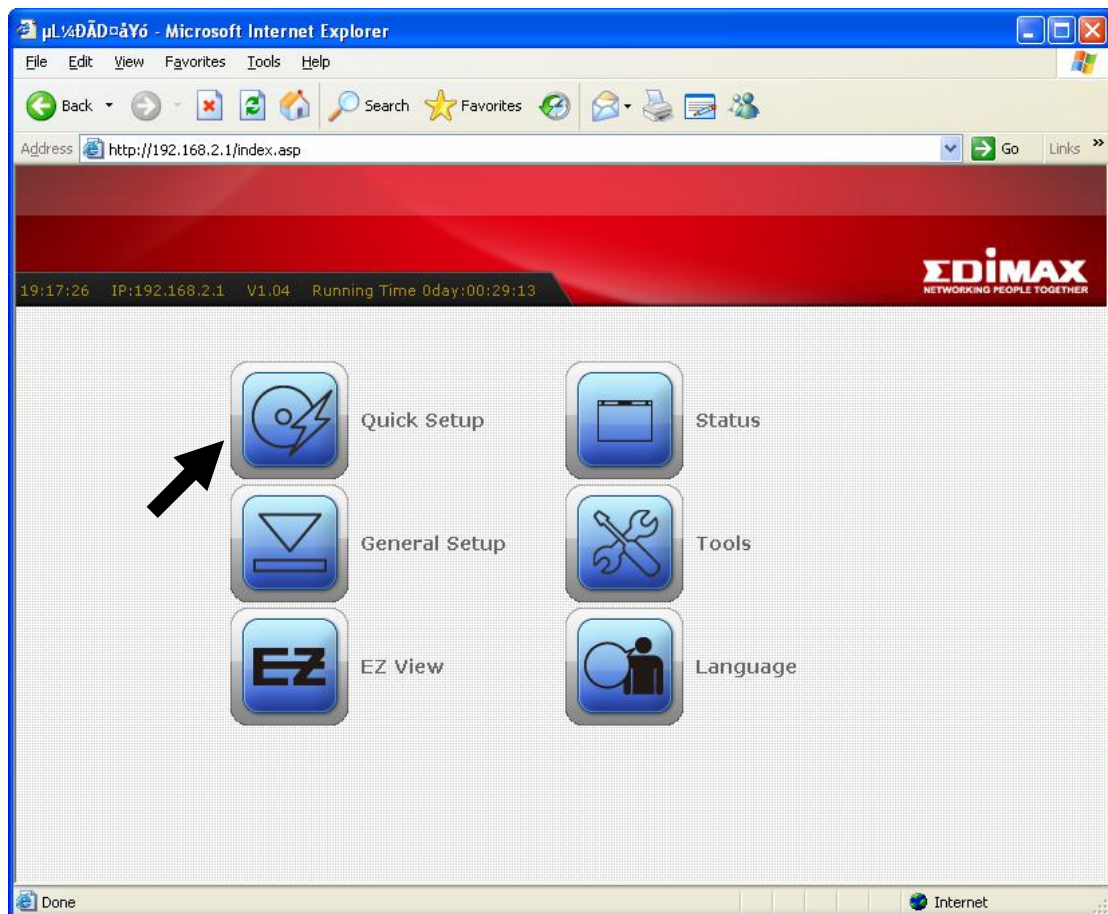 µL¼ÐÃD¤åYó - Microsoft Internet Explorer
File Edit View Favorites Tools Help
Back Search Favorites
Address http://192.168.2.1/index.asp Go Links »
EDiMAX
NETWORKING PEOPLE TOGETHER
19:17:26 IP:192.168.2.1 V1.04 Running Time 0day:00:29:13
Quick Setup Status
General Setup Tools
EZ EZ View Language
Done Internet